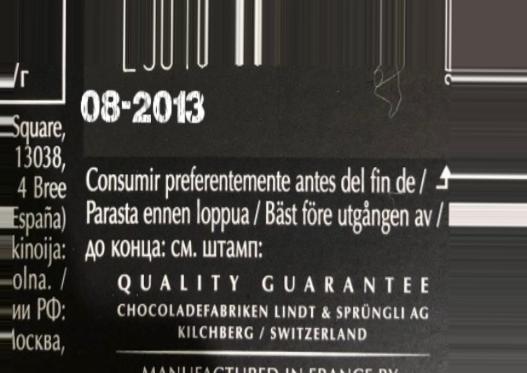 /г
08-2013
Square,
13038,
4 Bree
España)
kinoija:
olna. /
ии РФ:
Consumir preferentemente antes del fin de /
Parasta ennen loppua / Bäst före utgången av /
до конца: см. штамп:
QUALITY GUARANTEE
CHOCOLADEFABRIKEN LINDT & SPRÜNGLI AG
KILCHBERG / SWITZERLAND
MANUFACTURED IN FRANCE BY